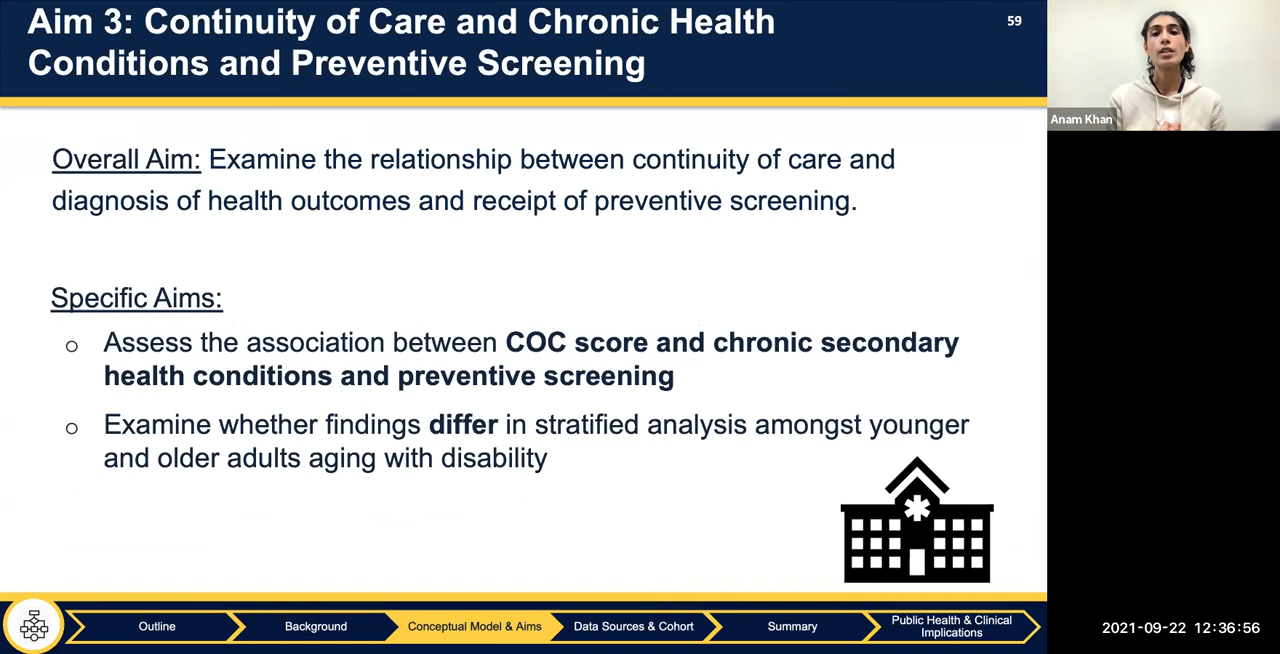 Aim 3: Continuity of Care and Chronic Health
Conditions and Preventive Screening
59
Anam Khan
Overall Aim: Examine the relationship between continuity of care and
diagnosis of health outcomes and receipt of preventive screening.
Specific Aims:
o Assess the association between COC score and chronic secondary
health conditions and preventive screening
o Examine whether findings differ in stratified analysis amongst younger
and older adults aging with disability
Outline
Background
Conceptual Model & Aims
Data Sources & Cohort
Summary
Public Health & Clinical
Implications
2021-09-22 12:36:56